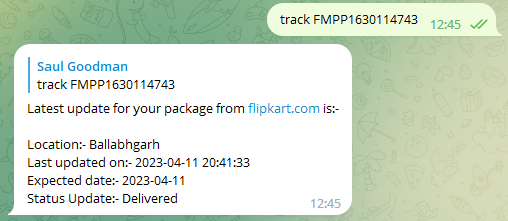 track FMPP1630114743
12:45
Saul Goodman
track FMPP1630114743
Latest update for your package from flipkart.com is:-
Location:- Ballabhgarh
Last updated on:- 2023-04-11 20:41:33
Expected date:- 2023-04-11
Status Update:- Delivered
12:45